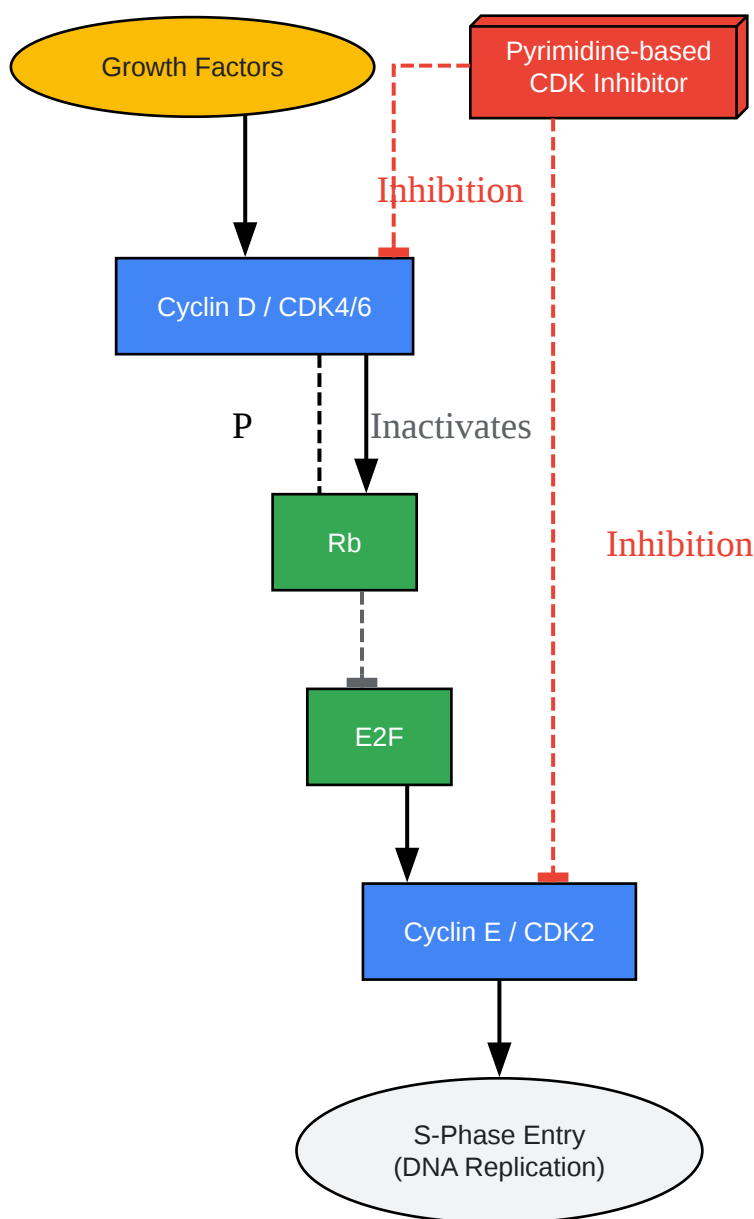 Growth Factors
Pyrimidine-based
CDK Inhibitor
Inhibition
Cyclin D / CDK4/6
P
Inactivates
Rb
Inhibition
E2F
Cyclin E / CDK2
S-Phase Entry
(DNA Replication)